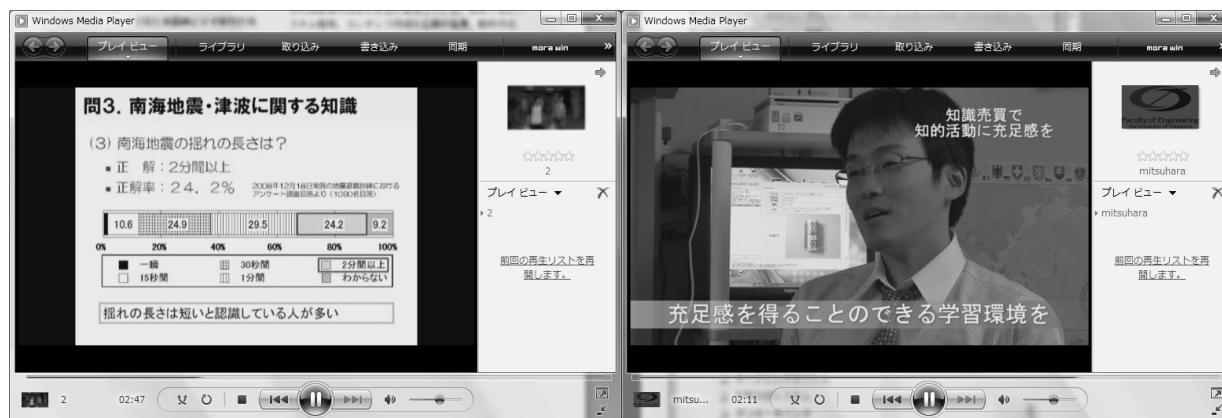 Windows Media Player
プレイ ビュー
ライブラリ
取り込み
書き込み
同期
mora win
»
問3. 南海地震・津波に関する知識
(3) 南海地震の揺れの長さは？
▪ 正　解：2分間以上
▪ 正解率：２４．２％
10.6 24.9 29.5 24.2 9.2
0% 20% 40% 60% 80% 100%
■ 一瞬 30秒間 2分間以上
15秒間 1分間 わからない
揺れの長さは短いと認識している人が多い
2
プレイ ビュー ▼
2
前回の再生リストを再
開します。
2 02:47
Windows Media Player
プレイ ビュー
ライブラリ
取り込み
書き込み
同期
mora win
知識売買で
知的活動に充足感を
充足感を得ることのできる学習環境を
Faculty of Engineering
mitsuhara
プレイ ビュー ▼
mitsuhara
前回の再生リストを再
開します。
mitsu... 02:11